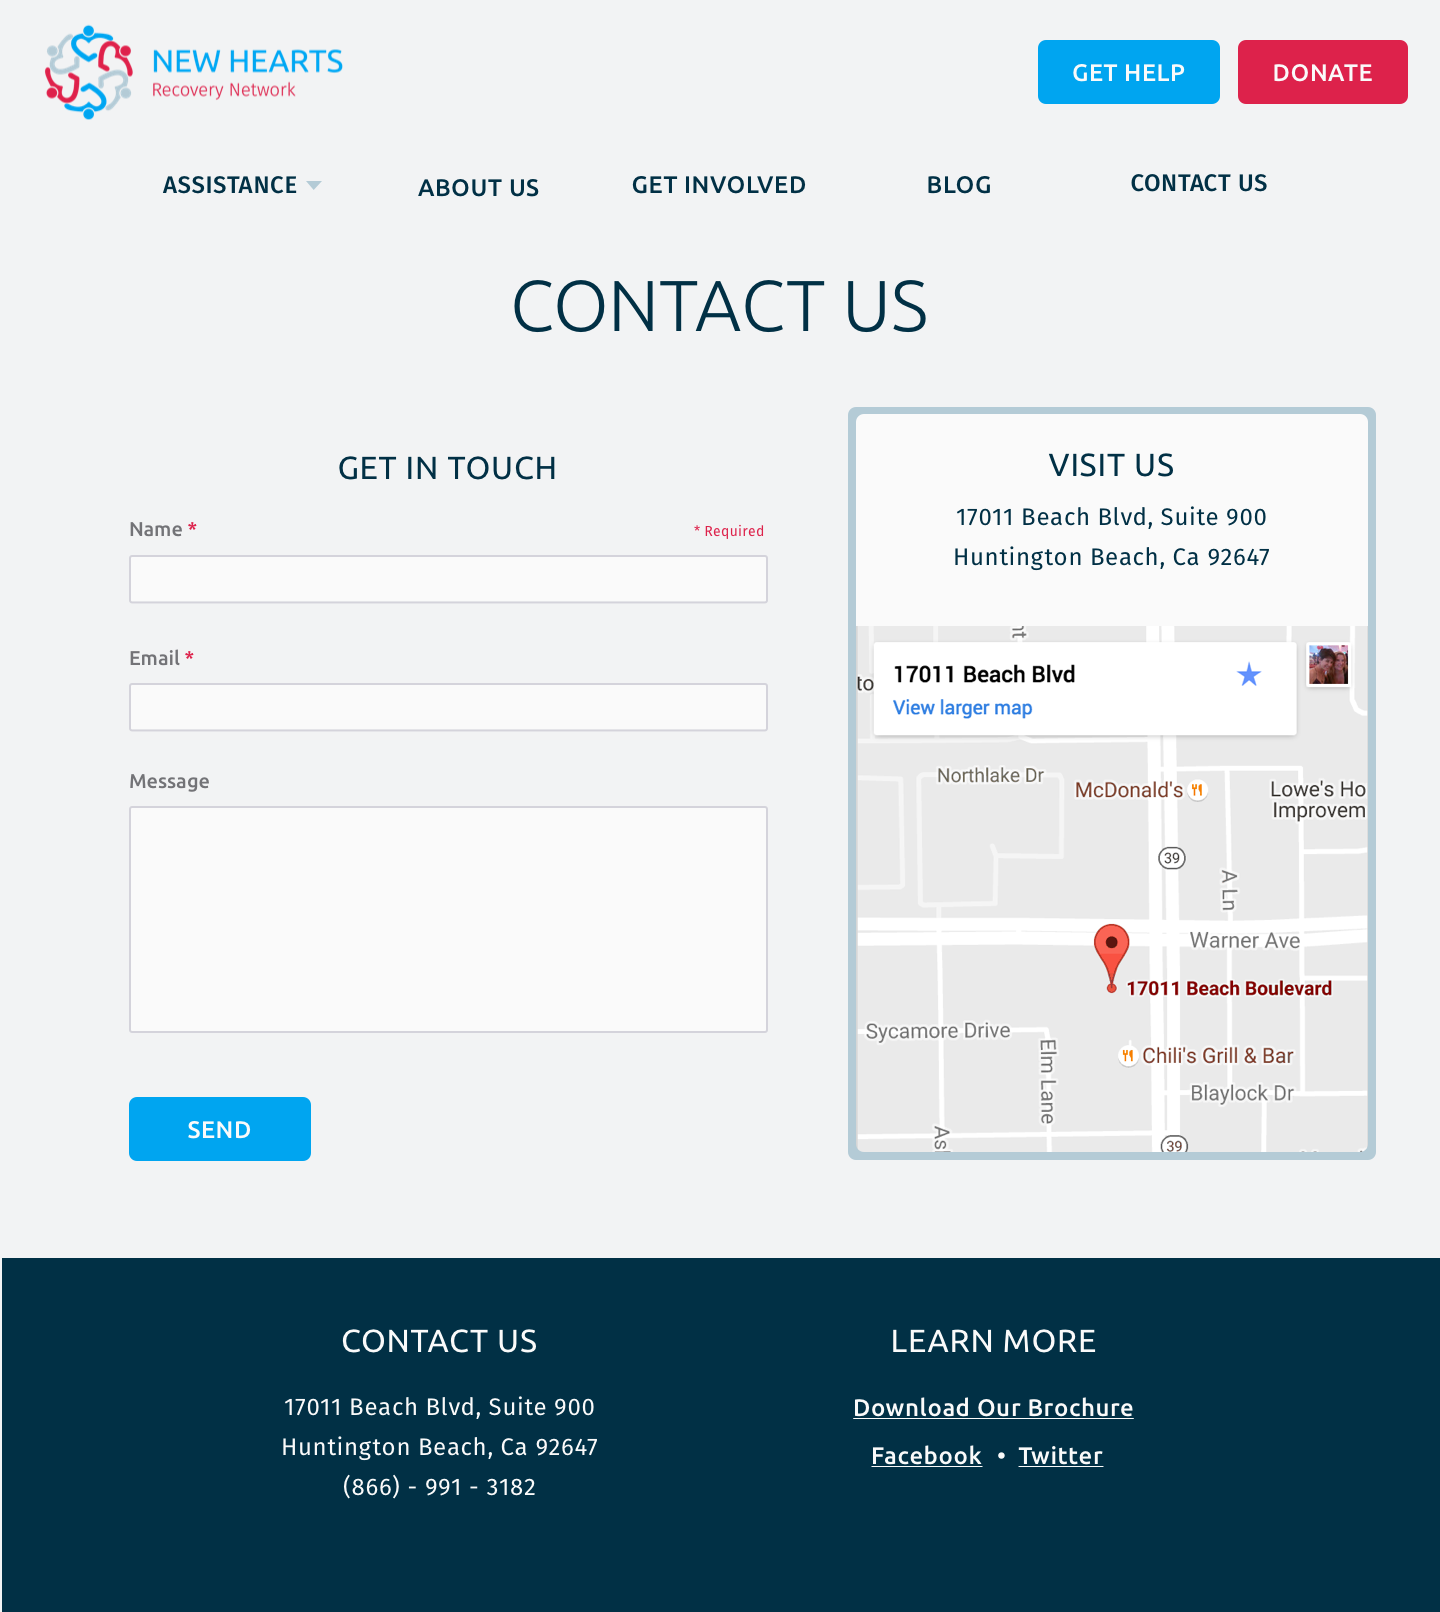 NEW HEARTS
Recovery Network
GET HELP
DONATE
ASSISTANCE
ABOUT US
GET INVOLVED
BLOG
CONTACT US
CONTACT US
GET IN TOUCH
Name *
* Required
Email *
Message
SEND
VISIT US
17011 Beach Blvd, Suite 900
Huntington Beach, Ca 92647
17011 Beach Blvd
View larger map
Northlake Dr
McDonald's
Lowe's Ho
Improvem
39
A Ln
Warner Ave
17011 Beach Boulevard
Sycamore Drive
Elm Lane
Chili's Grill & Bar
Blaylock Dr
39
CONTACT US
17011 Beach Blvd, Suite 900
Huntington Beach, Ca 92647
(866) - 991 - 3182
LEARN MORE
Download Our Brochure
Facebook • Twitter